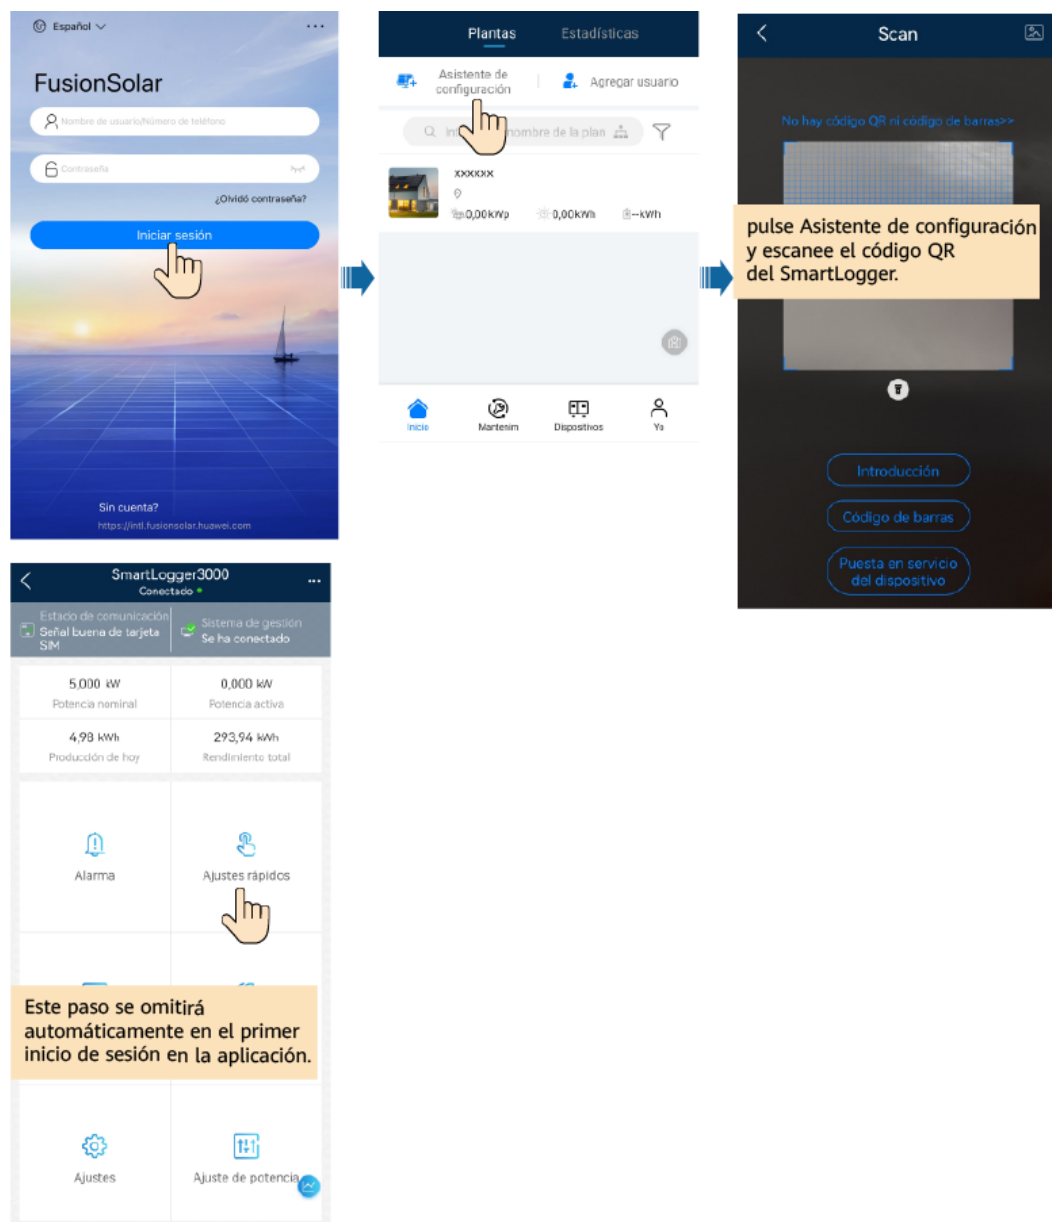 Español
FusionSolar
Nombre de usuario/Número de teléfono
Contraseña
¿Olvidó contraseña?
Iniciar sesión
Sin cuenta?
https://intl.fusionsolar.huawei.com
Plantas Estadísticas
Asistente de
configuración
Agregar usuario
nombre de la plan
xxxxxx
0,00kWp 0,00kWh --kWh
Inicio Mantenim Dispositivos Yo
Scan
No hay código QR ni código de barras>>
pulse Asistente de configuración
y escanee el código QR
del SmartLogger.
Introducción
Código de barras
Puesta en servicio
del dispositivo
SmartLogger3000
Conectado
Estado de comunicación
Señal buena de tarjeta
SIM
Sistema de gestión
Se ha conectado
5,000 kW 0,000 kW
Potencia nominal Potencia activa
4,98 kWh 293,94 kWh
Producción de hoy Rendimiento total
Alarma Ajustes rápidos
Este paso se omitirá
automáticamente en el primer
inicio de sesión en la aplicación.
Ajustes Ajuste de potencia